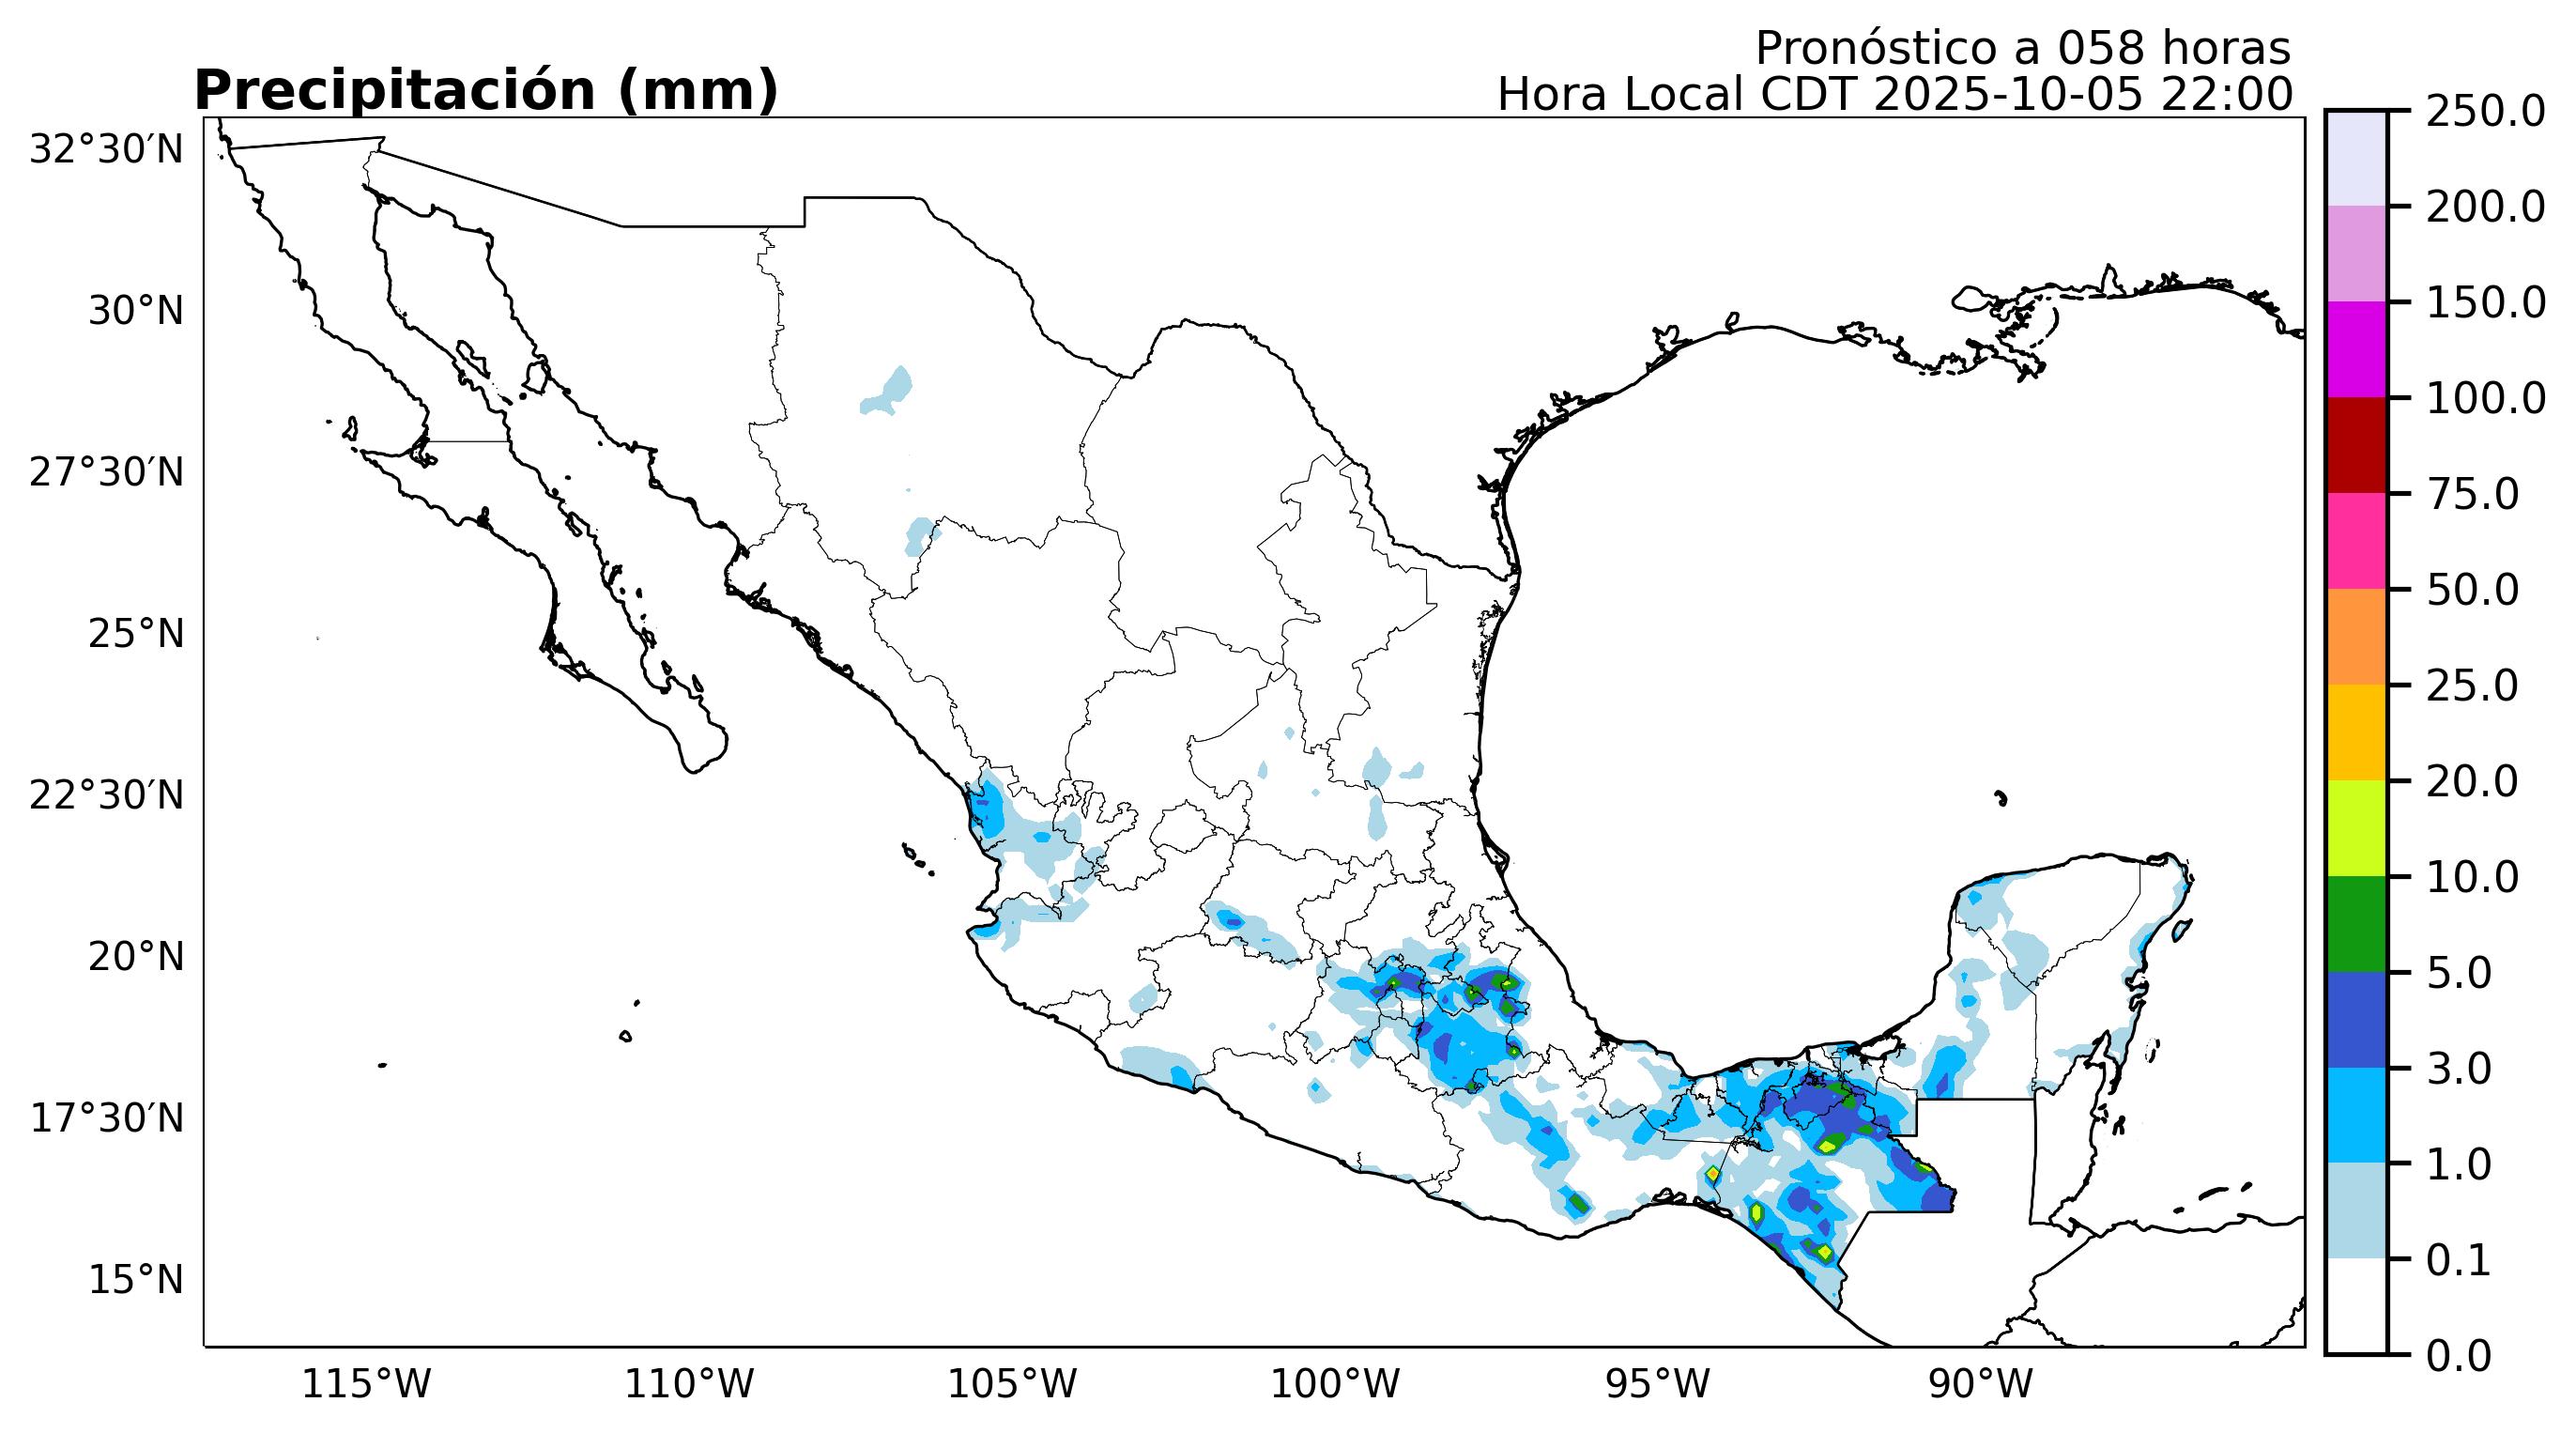 Pronóstico a 058 horas
Precipitación (mm)
Hora Local CDT 2025-10-05 22:00
32°30′N
30°N
27°30′N
25°N
22°30′N
20°N
17°30′N
15°N
115°W
110°W
105°W
100°W
95°W
90°W
250.0
200.0
150.0
100.0
75.0
50.0
25.0
20.0
10.0
5.0
3.0
1.0
0.1
0.0